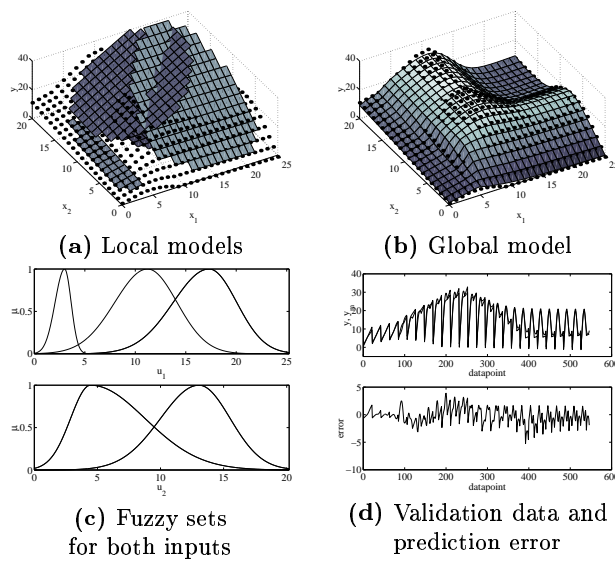 40
20
0
y
20
15
10
5
0
x2
0
5
10
15
20
25
x1
(a) Local models
40
20
0
y
20
15
10
5
0
x2
0
5
10
15
20
25
x1
(b) Global model
1
0.5
0
μ
0 5 10 15 20 25
u1
1
0.5
0
μ
0 5 10 15 20
u2
(c) Fuzzy sets
for both inputs
40
30
20
10
0
y, ym
0 100 200 300 400 500 600
datapoint
5
0
−5
−10
error
0 100 200 300 400 500 600
datapoint
(d) Validation data and
prediction error